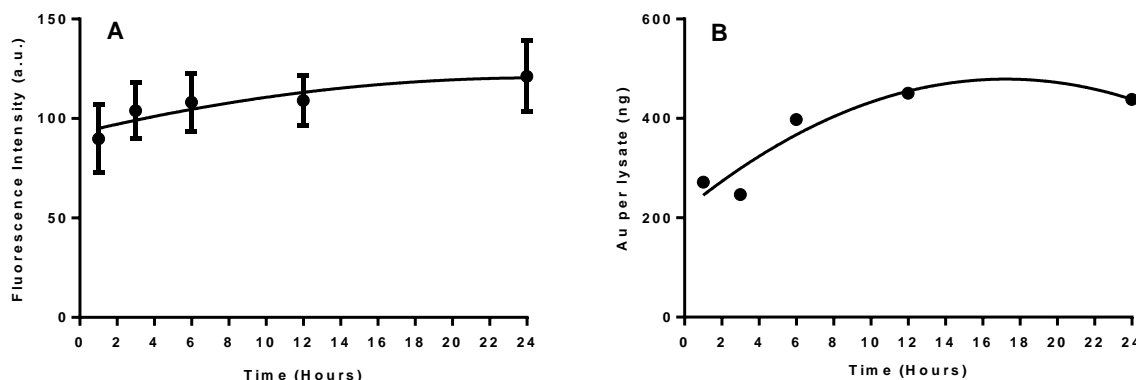 A
150
100
50
0
Fluorescence Intensity (a.u.)
0 2 4 6 8 10 12 14 16 18 20 22 24
Time (Hours)
B
600
400
200
0
Au per lysate (ng)
0 2 4 6 8 10 12 14 16 18 20 22 24
Time (Hours)